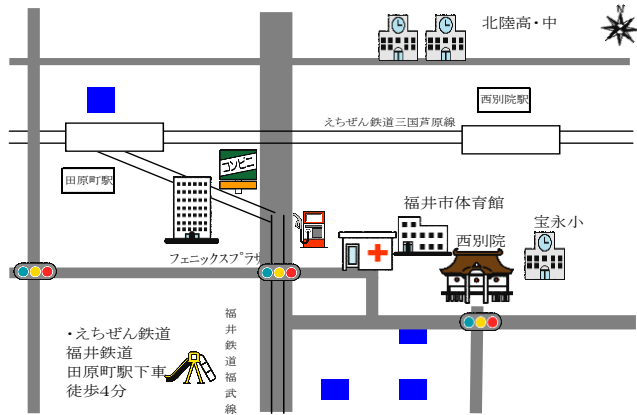 北陸高・中
西別院駅
えちぜん鉄道三国芦原線
コンビニ
田原町駅
福井市体育館
宝永小
西別院
フェニックスプラザ
・えちぜん鉄道
福井鉄道
田原町駅下車
徒歩4分
福井鉄道福武線